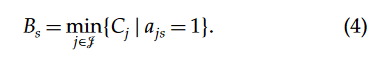 B_s = min_{j∈𝒥} {C_j | a_{js} = 1}. (4)